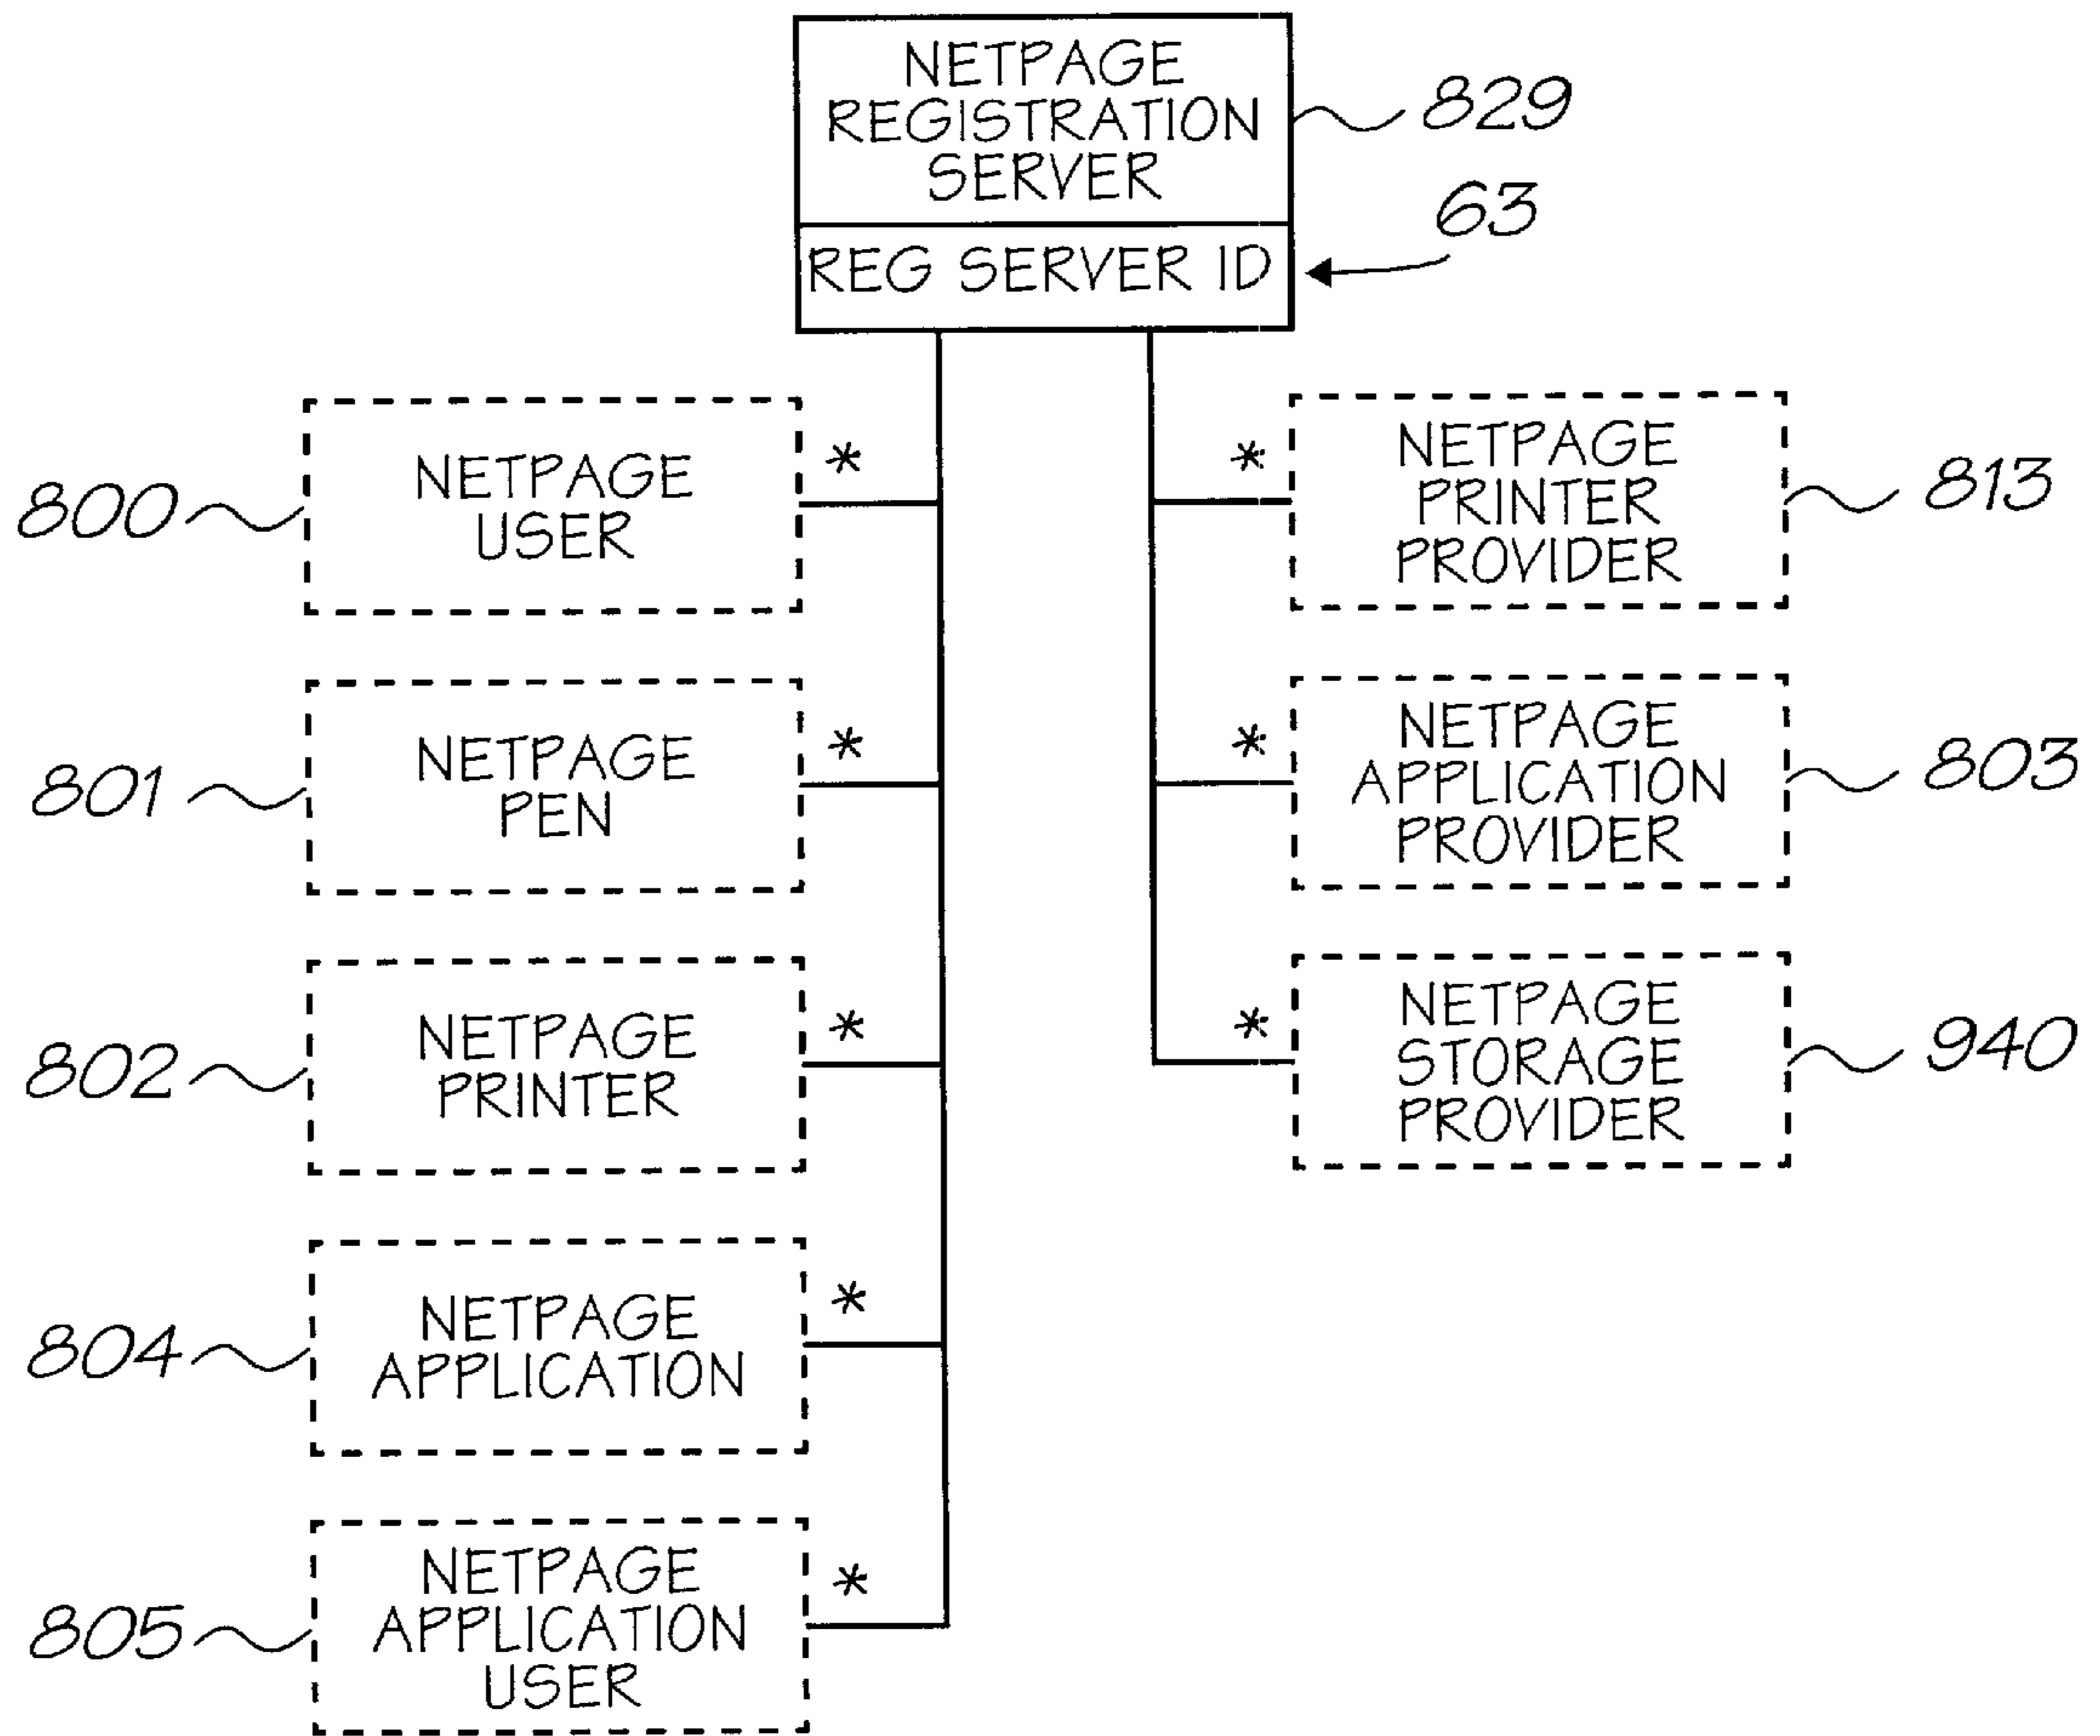 NETPAGE
REGISTRATION
SERVER
829
REG SERVER ID
63
800
NETPAGE
USER
*
*
NETPAGE
PRINTER
PROVIDER
813
801
NETPAGE
PEN
*
*
NETPAGE
APPLICATION
PROVIDER
803
802
NETPAGE
PRINTER
*
*
NETPAGE
STORAGE
PROVIDER
940
804
NETPAGE
APPLICATION
*
805
NETPAGE
APPLICATION
USER
*